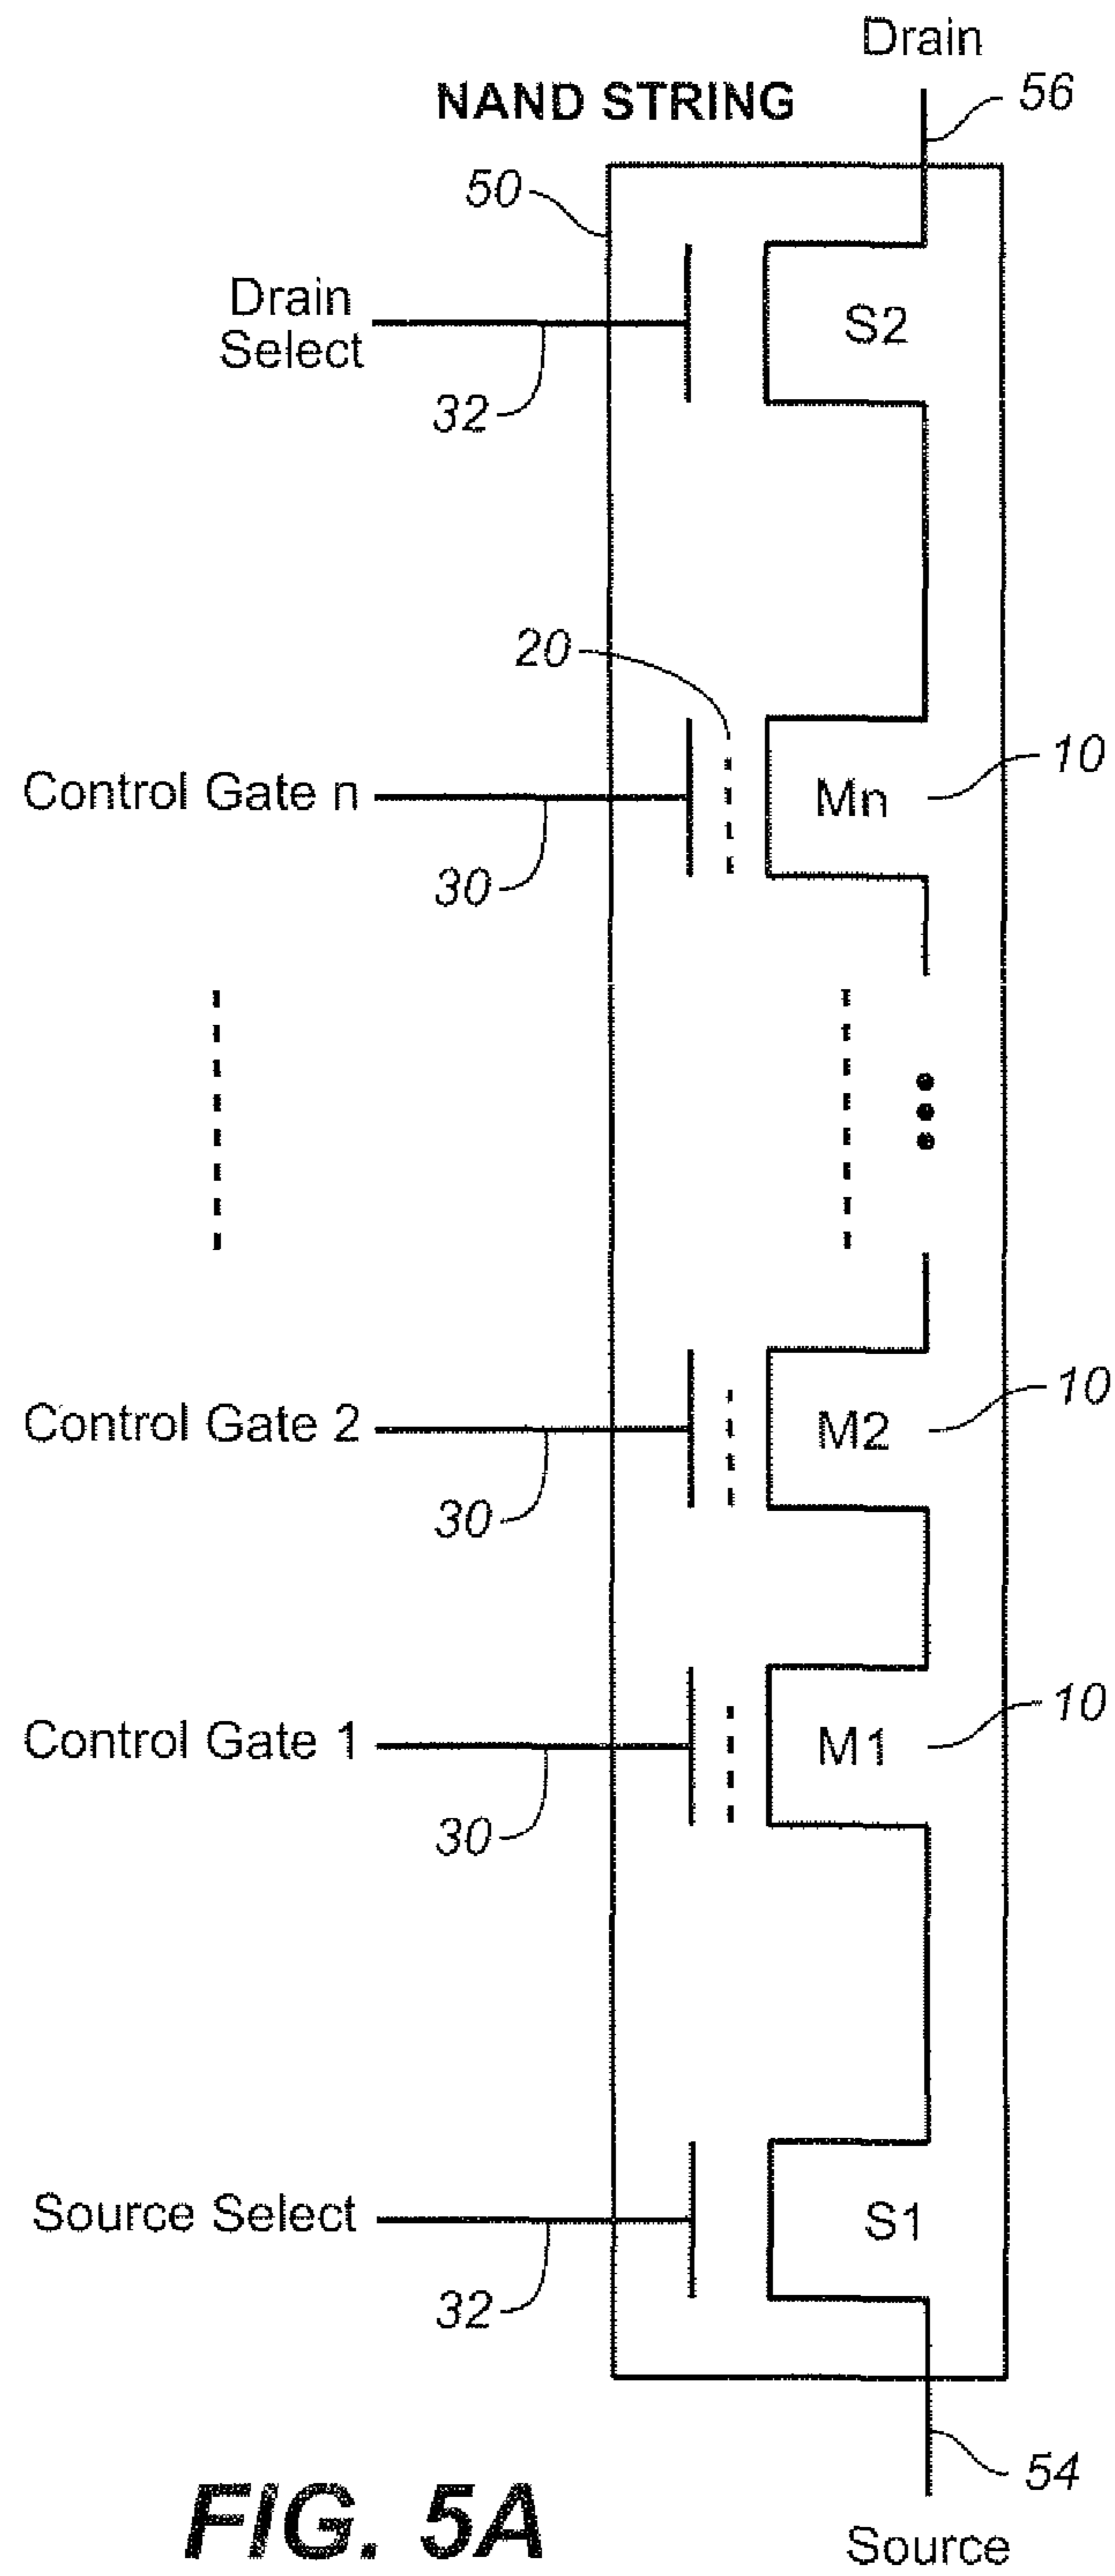 Drain
56
NAND STRING
50
Drain
Select
S2
32
20
Control Gate n
Mn
10
30
Control Gate 2
M2
10
30
Control Gate 1
M1
10
30
Source Select
S1
32
54
FIG. 5A
Source